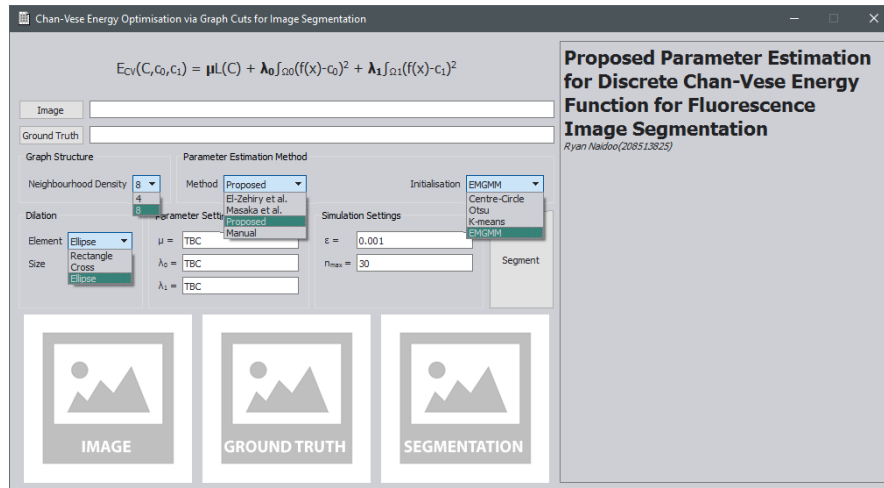 Chan-Vese Energy Optimisation via Graph Cuts for Image Segmentation
E_CV(C,c₀,c₁) = μL(C) + λ₀∫_Ω0(f(x)-c₀)² + λ₁∫_Ω1(f(x)-c₁)²
Image
Ground Truth
Graph Structure
Parameter Estimation Method
Neighbourhood Density 8
4
8
Method Proposed
El-Zehiry et al.
Masaka et al.
Proposed
Manual
Initialisation EMGMM
Centre-Circle
Otsu
K-means
EMGMM
Dilation
Element Ellipse
Rectangle
Cross
Ellipse
Size
μ = TBC
λ₀ = TBC
λ₁ = TBC
Simulation Settings
ε = 0.001
n_max = 30
Segment
IMAGE
GROUND TRUTH
SEGMENTATION
Proposed Parameter Estimation
for Discrete Chan-Vese Energy
Function for Fluorescence
Image Segmentation
Ryan Naidoo(208513825)